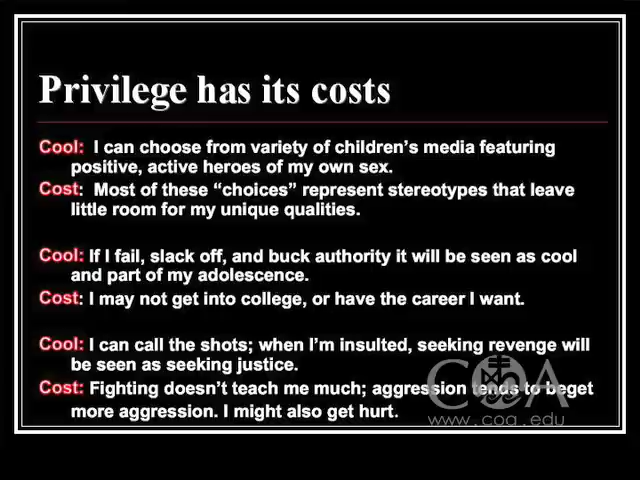 Privilege has its costs
Cool: I can choose from variety of children's media featuring
positive, active heroes of my own sex.
Cost: Most of these “choices” represent stereotypes that leave
little room for my unique qualities.
Cool: If I fail, slack off, and buck authority it will be seen as cool
and part of my adolescence.
Cost: I may not get into college, or have the career I want.
Cool: I can call the shots; when I'm insulted, seeking revenge will
be seen as seeking justice.
Cost: Fighting doesn't teach me much; aggression tends to beget
more aggression. I might also get hurt.
COA
www.coa.edu